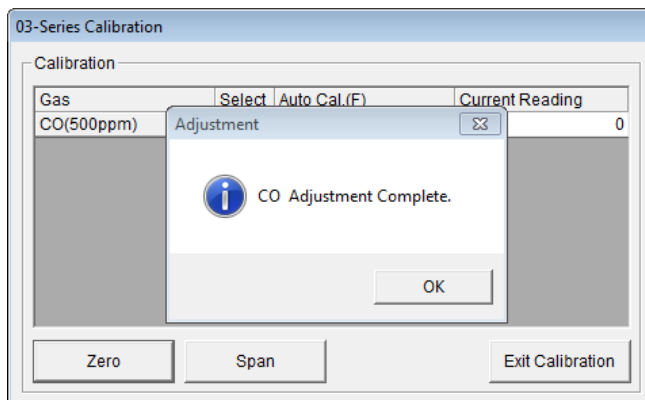 03-Series Calibration
Calibration
Gas Select Auto Cal.(F) Current Reading
CO(500ppm) 0
Adjustment
CO Adjustment Complete.
OK
Zero Span Exit Calibration